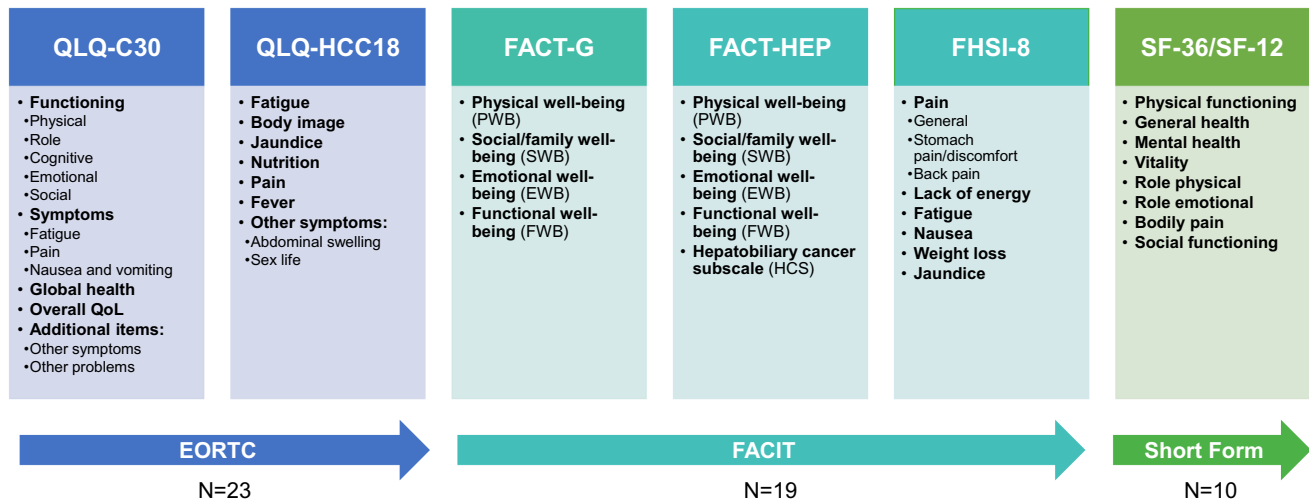 QLQ-C30
• Functioning
•Physical
•Role
•Cognitive
•Emotional
•Social
• Symptoms
•Fatigue
•Pain
•Nausea and vomiting
• Global health
• Overall QoL
• Additional items:
•Other symptoms
•Other problems
QLQ-HCC18
• Fatigue
• Body image
• Jaundice
• Nutrition
• Pain
• Fever
• Other symptoms:
•Abdominal swelling
•Sex life
FACT-G
• Physical well-being
(PWB)
• Social/family well-
being (SWB)
• Emotional well-
being (EWB)
• Functional well-
being (FWB)
FACT-HEP
• Physical well-being
(PWB)
• Social/family well-
being (SWB)
• Emotional well-
being (EWB)
• Functional well-
being (FWB)
• Hepatobiliary cancer
subscale (HCS)
FHSI-8
• Pain
•General
•Stomach
pain/discomfort
•Back pain
• Lack of energy
• Fatigue
• Nausea
• Weight loss
• Jaundice
SF-36/SF-12
• Physical functioning
• General health
• Mental health
• Vitality
• Role physical
• Role emotional
• Bodily pain
• Social functioning
EORTC
N=23
FACIT
N=19
Short Form
N=10